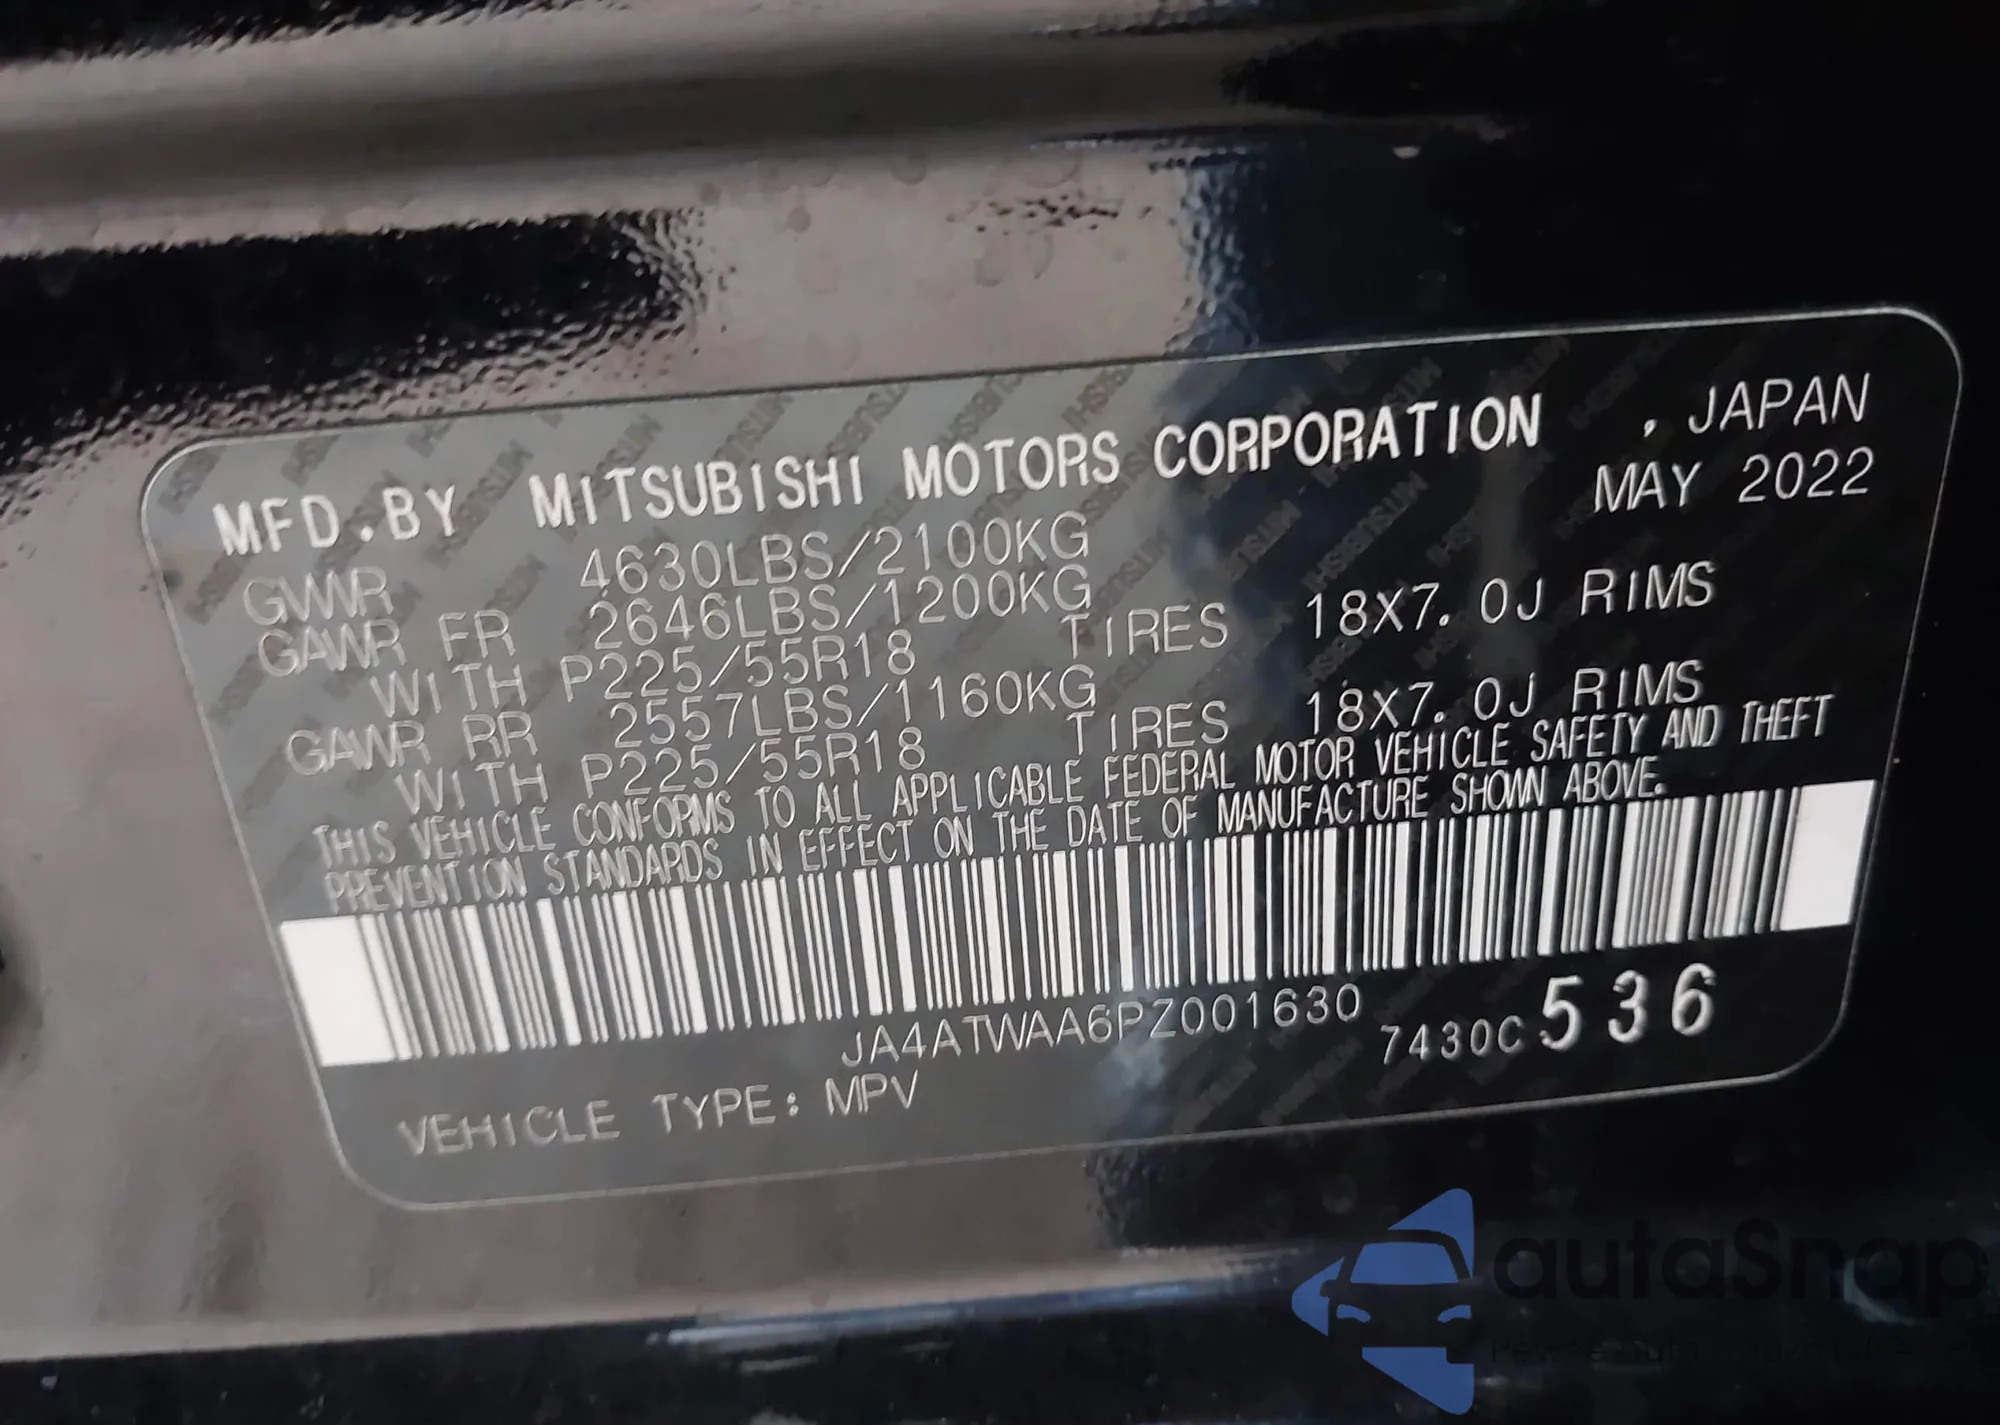 MFD.BY MITSUBISHI MOTORS CORPORATION , JAPAN
MAY 2022
GVWR 4630LBS/2100KG
GAWR FR 2646LBS/1200KG
WITH P225/55R18 TIRES 18X7.0J RIMS
GAWR RR 2557LBS/1160KG
WITH P225/55R18 TIRES 18X7.0J RIMS
THIS VEHICLE CONFORMS TO ALL APPLICABLE FEDERAL MOTOR VEHICLE SAFETY AND THEFT
PREVENTION STANDARDS IN EFFECT ON THE DATE OF MANUFACTURE SHOWN ABOVE.
JA4ATWAA6PZ001630
7430C536
VEHICLE TYPE: MPV
autaSnap